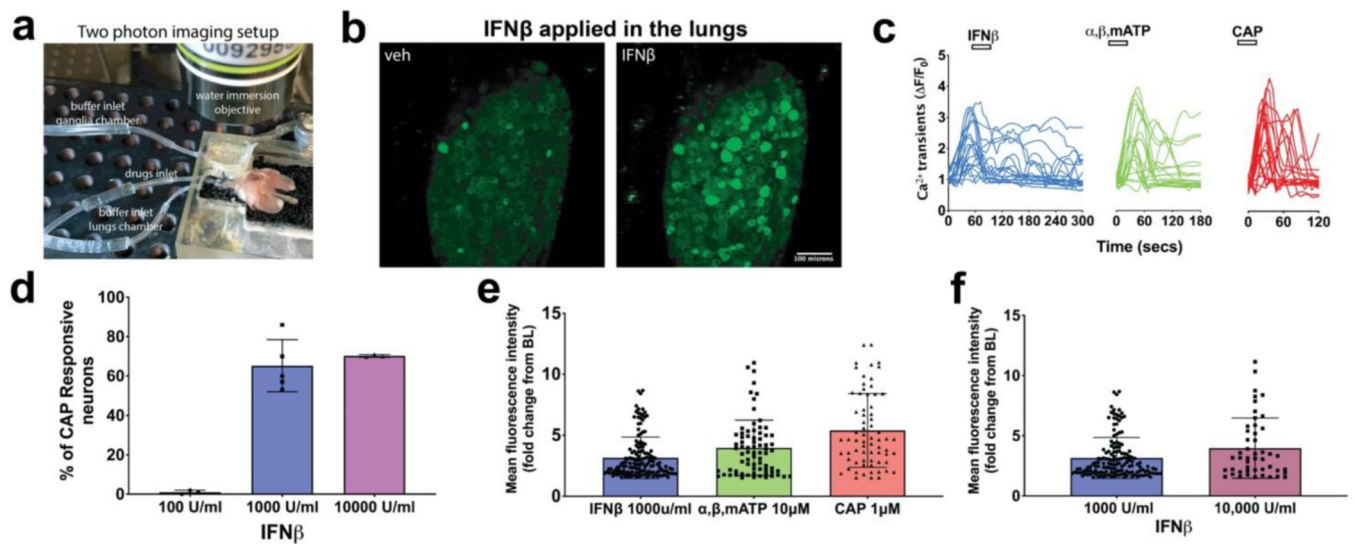 a
Two photon imaging setup
0092958
water immersion
objective
buffer inlet
ganglia chamber
drugs inlet
buffer inlet
lungs chamber
b
IFNβ applied in the lungs
veh
IFNβ
100 microns
c
IFNβ
α,β,mATP
CAP
Ca²⁺ transients (ΔF/F₀)
5
4
3
2
1
0
0 60 120 180 240 300
0 60 120 180
0 60 120
Time (secs)
d
% of CAP Responsive
neurons
100
80
60
40
20
0
100 U/ml 1000 U/ml 10000 U/ml
IFNβ
e
Mean fluorescence intensity
(fold change from BL)
15
10
5
0
IFNβ 1000u/ml α,β,mATP 10μM CAP 1μM
f
Mean fluorescence intensity
(fold change from BL)
15
10
5
0
1000 U/ml 10,000 U/ml
IFNβ